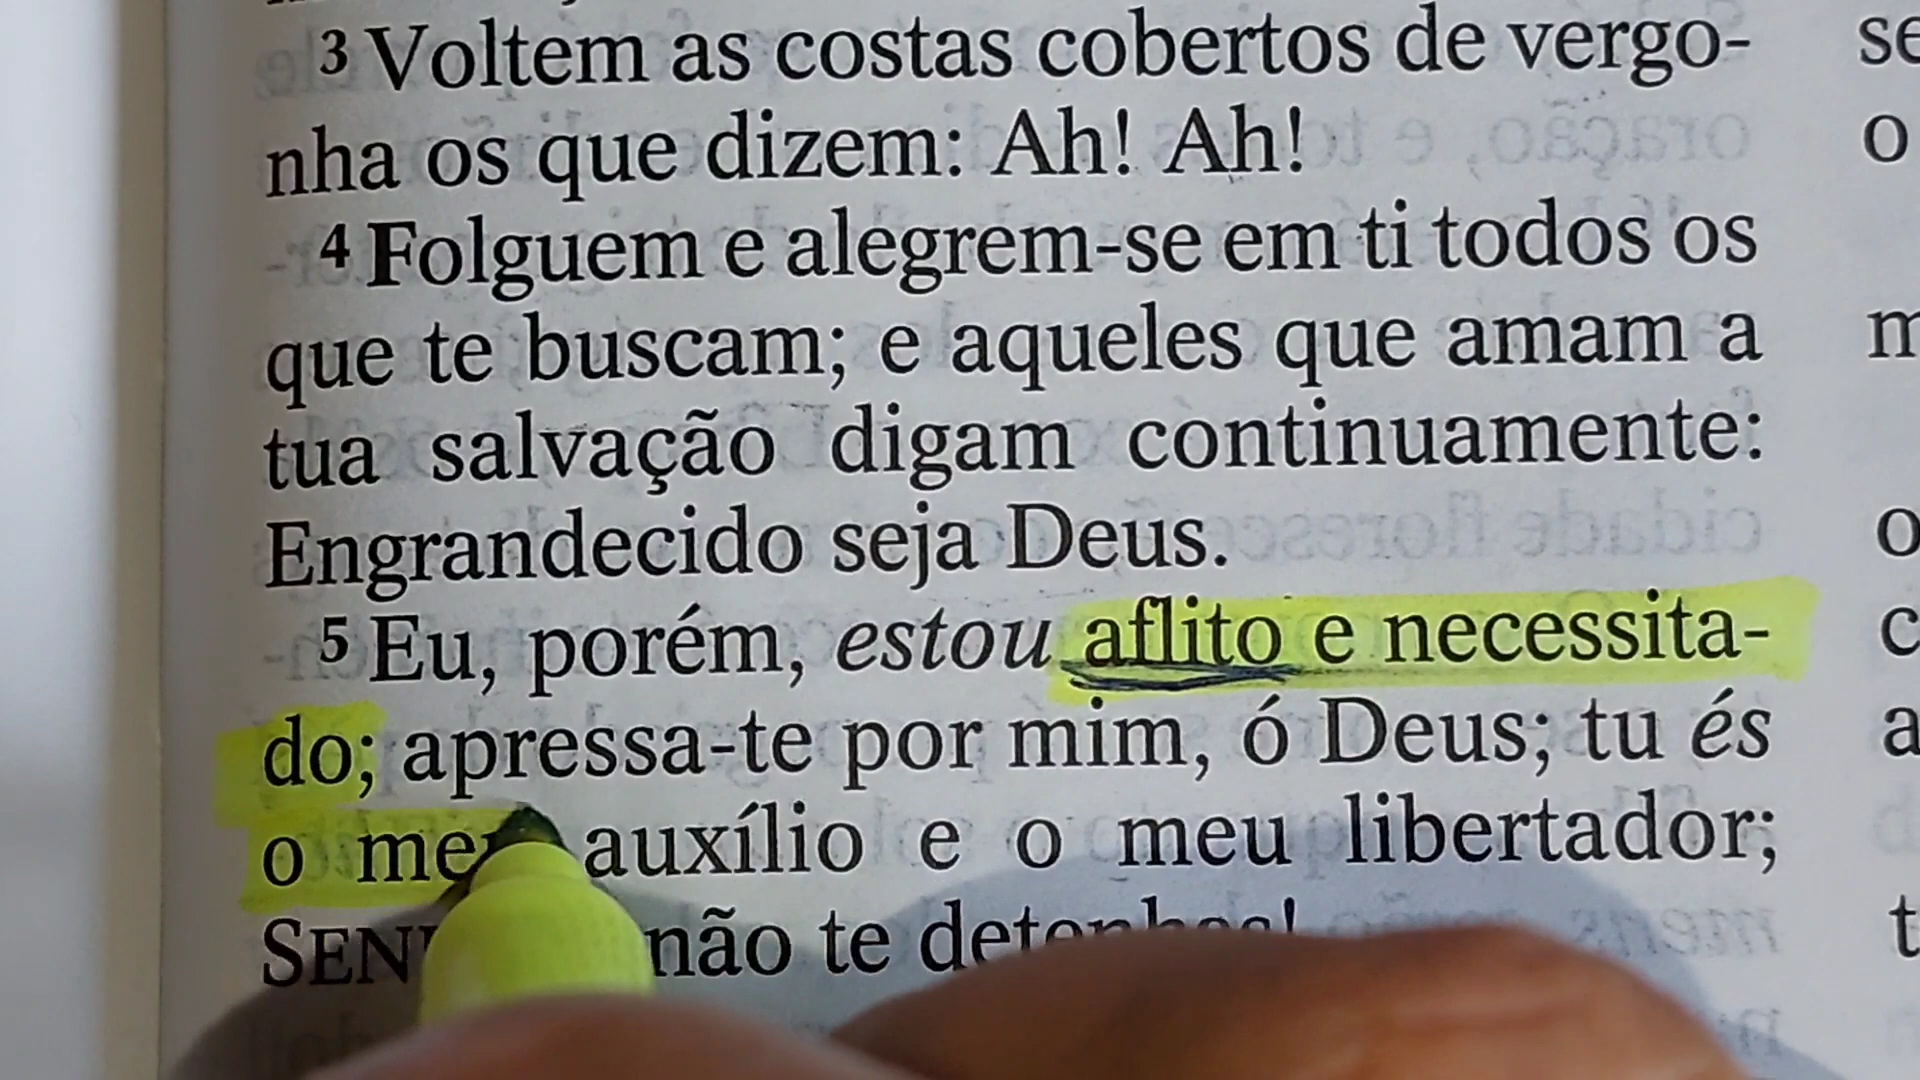 3 Voltem as costas cobertos de vergo-
nha os que dizem: Ah! Ah!
4 Folguem e alegrem-se em ti todos os
que te buscam; e aqueles que amam a
tua salvação digam continuamente:
Engrandecido seja Deus.
5 Eu, porém, estou aflito e necessita-
do; apressa-te por mim, ó Deus; tu és
o meu auxílio e o meu libertador;
não te detenhas!